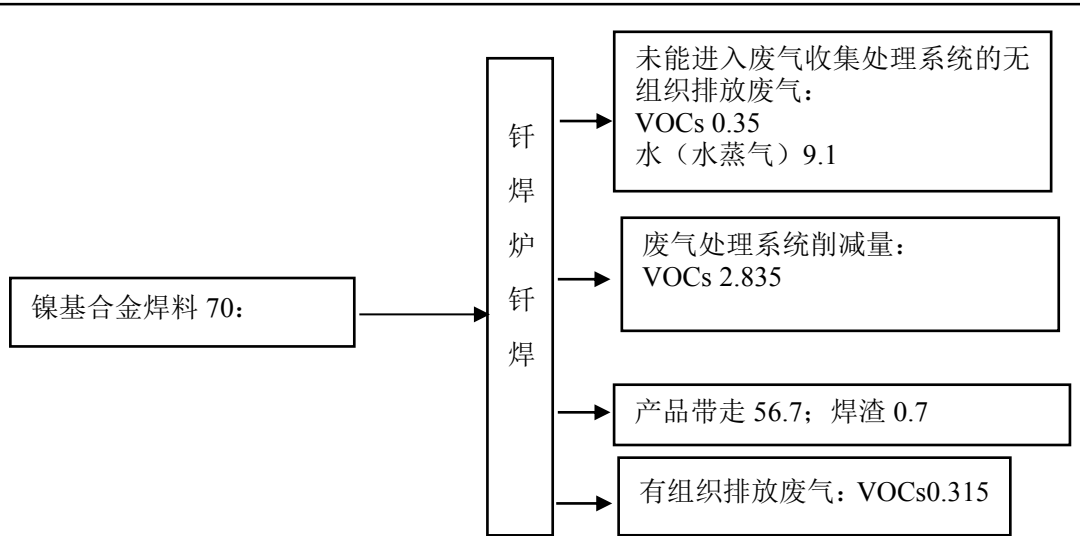 镍基合金焊料 70：
钎
焊
炉
钎
焊
未能进入废气收集处理系统的无
组织排放废气：
VOCs 0.35
水（水蒸气）9.1
废气处理系统削减量：
VOCs 2.835
产品带走 56.7；焊渣 0.7
有组织排放废气：VOCs0.315